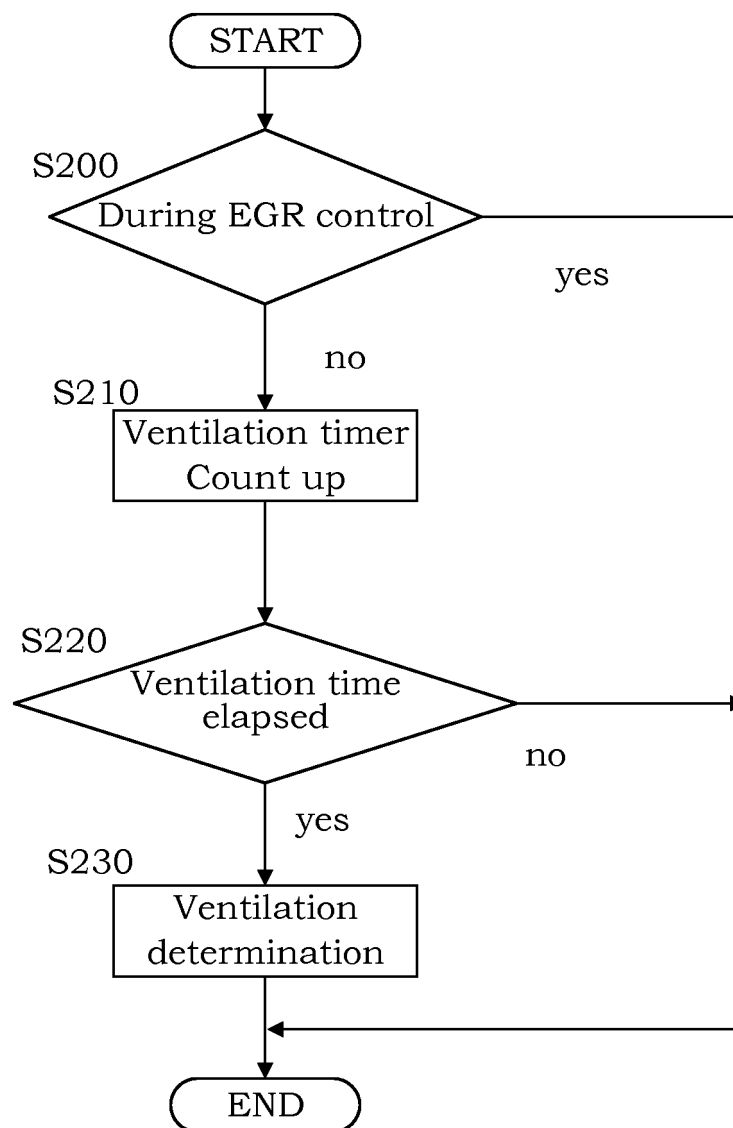 START
S200
During EGR control
yes
no
S210
Ventilation timer
Count up
S220
Ventilation time
elapsed
no
yes
S230
Ventilation
determination
END